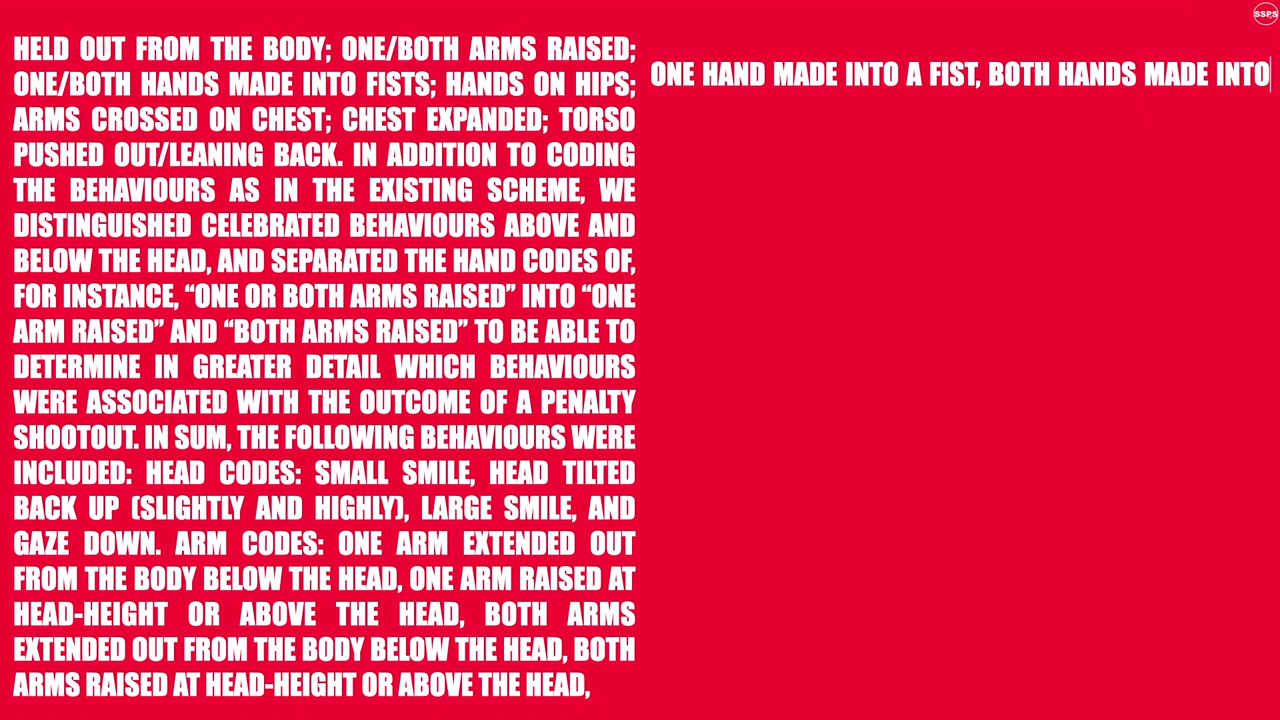 HELD OUT FROM THE BODY; ONE/BOTH ARMS RAISED;
ONE/BOTH HANDS MADE INTO FISTS; HANDS ON HIPS;
ARMS CROSSED ON CHEST; CHEST EXPANDED; TORSO
PUSHED OUT/LEANING BACK. IN ADDITION TO CODING
THE BEHAVIOURS AS IN THE EXISTING SCHEME, WE
DISTINGUISHED CELEBRATED BEHAVIOURS ABOVE AND
BELOW THE HEAD, AND SEPARATED THE HAND CODES OF,
FOR INSTANCE, “ONE OR BOTH ARMS RAISED” INTO “ONE
ARM RAISED” AND “BOTH ARMS RAISED” TO BE ABLE TO
DETERMINE IN GREATER DETAIL WHICH BEHAVIOURS
WERE ASSOCIATED WITH THE OUTCOME OF A PENALTY
SHOOTOUT. IN SUM, THE FOLLOWING BEHAVIOURS WERE
INCLUDED: HEAD CODES: SMALL SMILE, HEAD TILTED
BACK UP (SLIGHTLY AND HIGHLY), LARGE SMILE, AND
GAZE DOWN. ARM CODES: ONE ARM EXTENDED OUT
FROM THE BODY BELOW THE HEAD, ONE ARM RAISED AT
HEAD-HEIGHT OR ABOVE THE HEAD, BOTH ARMS
EXTENDED OUT FROM THE BODY BELOW THE HEAD, BOTH
ARMS RAISED AT HEAD-HEIGHT OR ABOVE THE HEAD,
ONE HAND MADE INTO A FIST, BOTH HANDS MADE INTO
SSPS